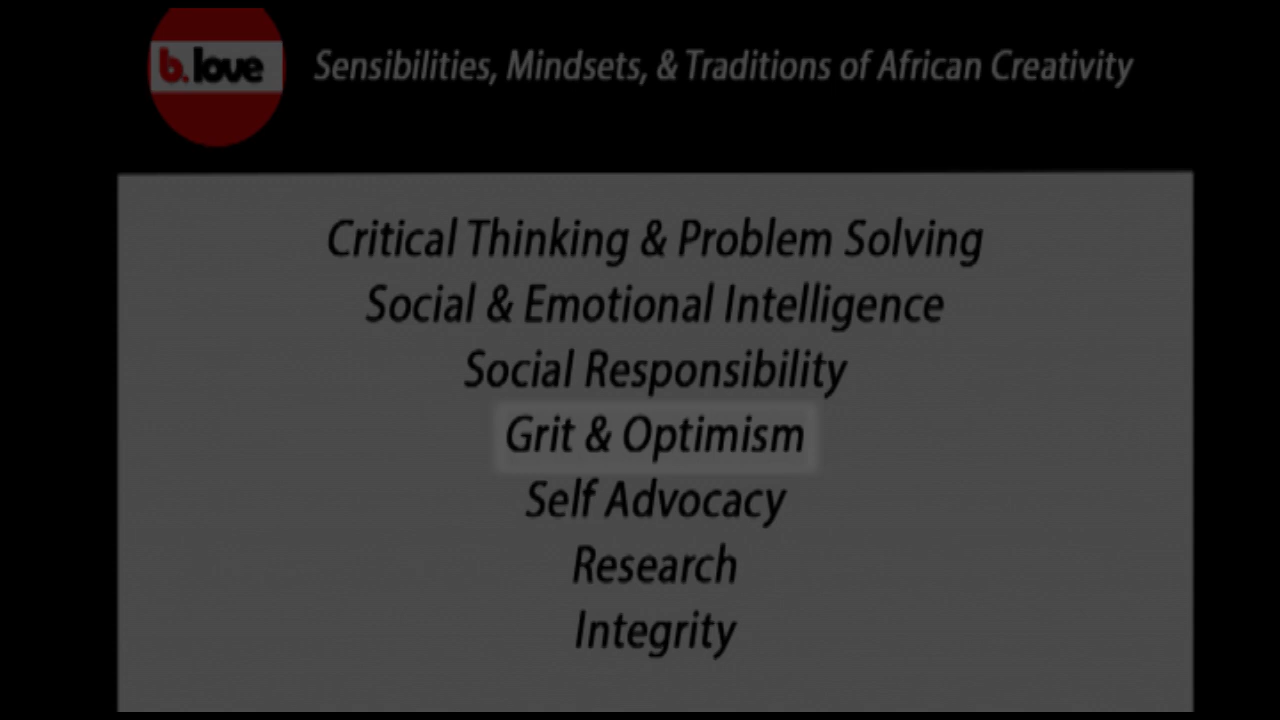 b.love
Sensibilities, Mindsets, & Traditions of African Creativity
Critical Thinking & Problem Solving
Social & Emotional Intelligence
Social Responsibility
Grit & Optimism
Self Advocacy
Research
Integrity